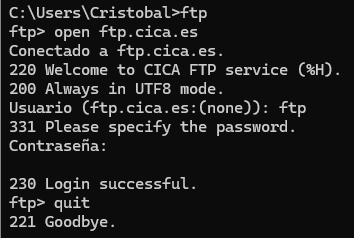 C:\Users\Cristobal>ftp
ftp> open ftp.cica.es
Conectado a ftp.cica.es.
220 Welcome to CICA FTP service (%H).
200 Always in UTF8 mode.
Usuario (ftp.cica.es:(none)): ftp
331 Please specify the password.
Contraseña:

230 Login successful.
ftp> quit
221 Goodbye.